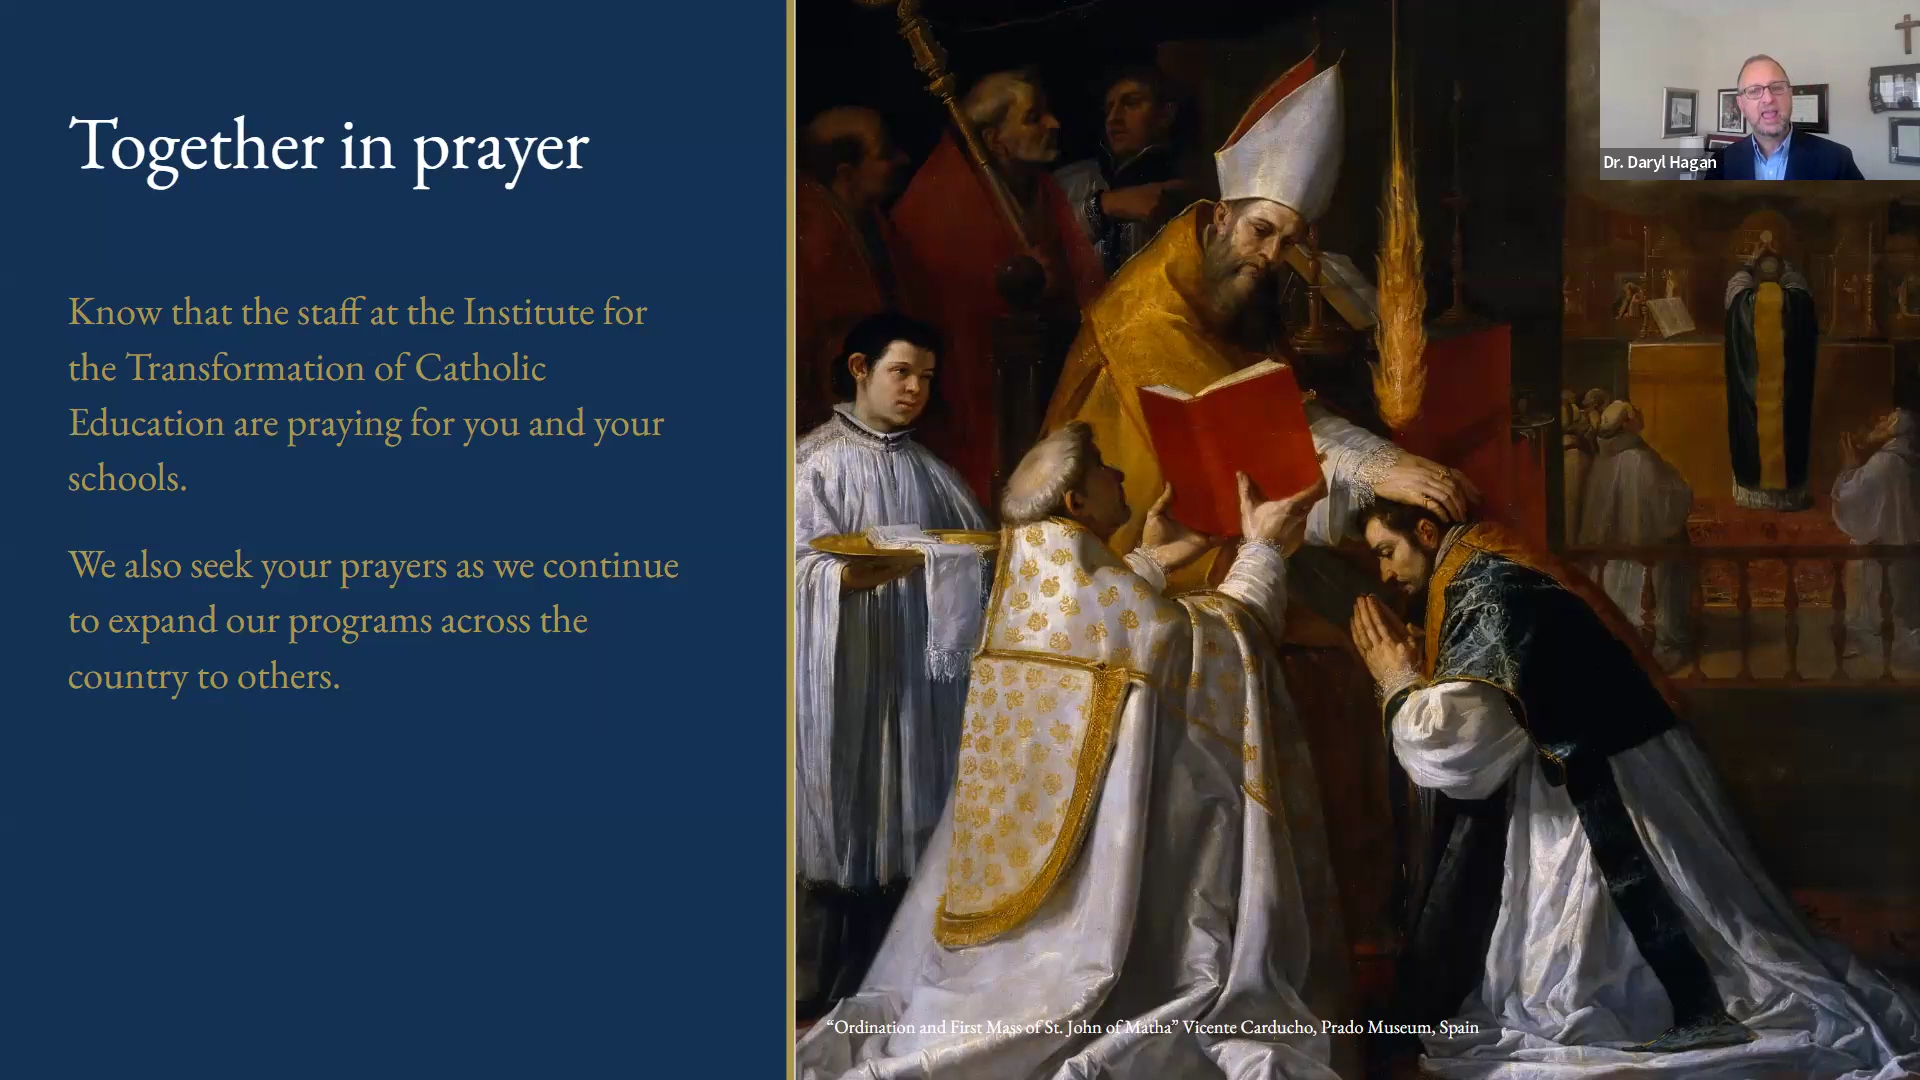 Together in prayer
Know that the staff at the Institute for
the Transformation of Catholic
Education are praying for you and your
schools.
We also seek your prayers as we continue
to expand our programs across the
country to others.
Dr. Daryl Hagan
“Ordination and First Mass of St. John of Matha” Vicente Carducho, Prado Museum, Spain